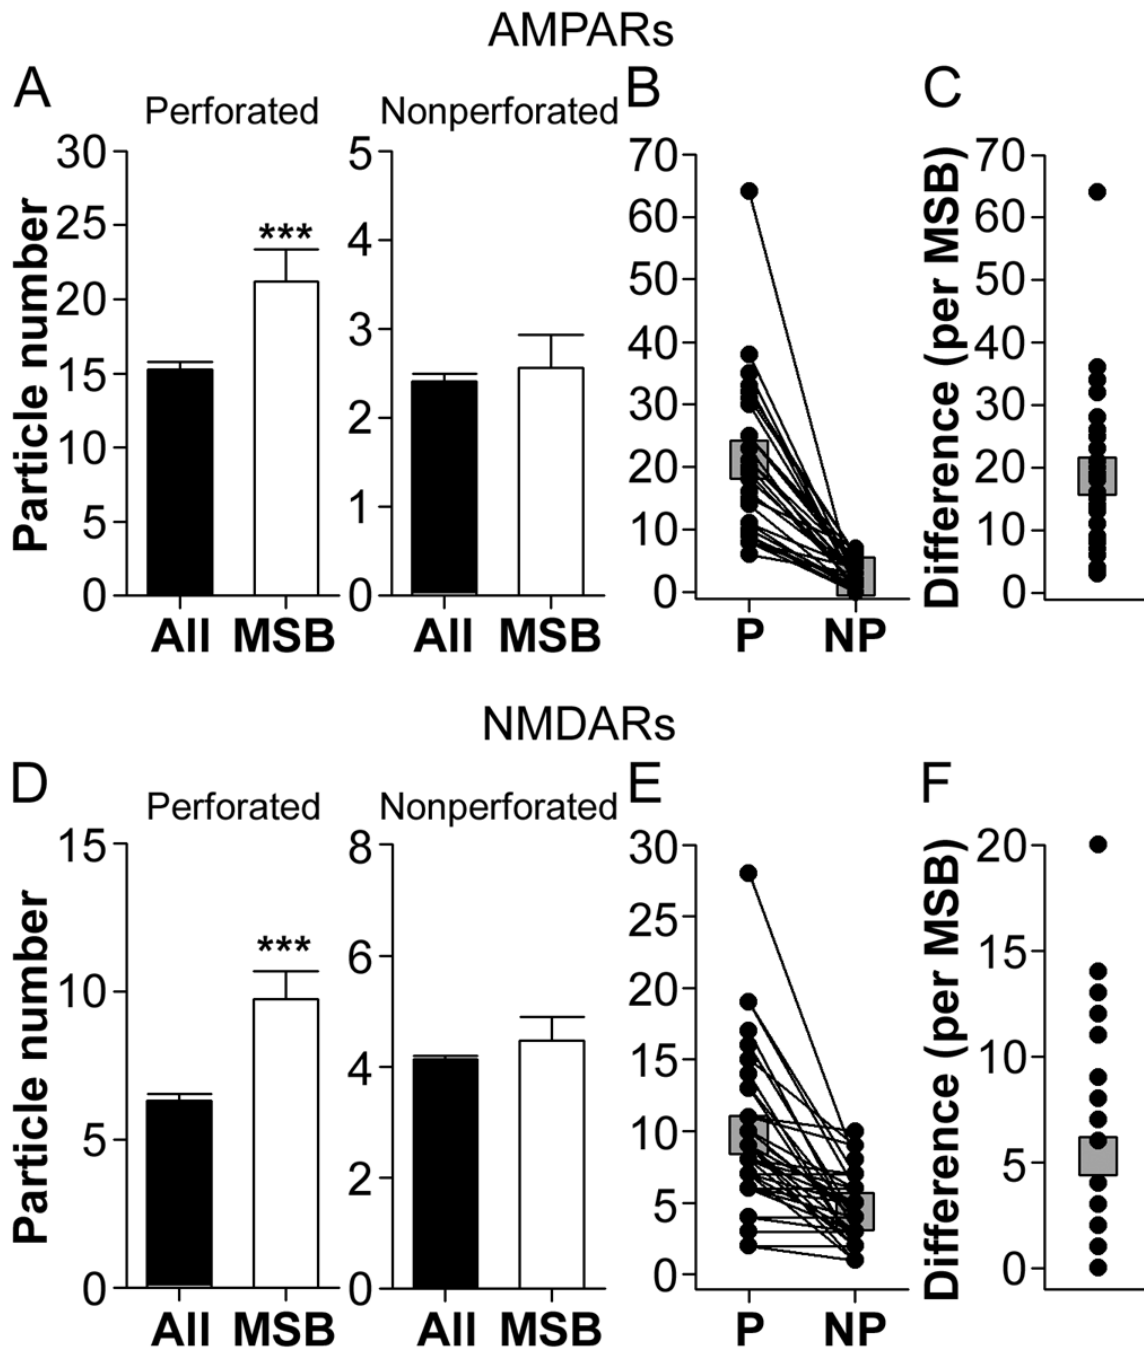 AMPARs
A
Perforated
Nonperforated
B
C
Particle number
30
25
20
15
10
5
0
***
All MSB
5
4
3
2
1
0
All MSB
70
60
50
40
30
20
10
0
P NP
Difference (per MSB)
70
60
50
40
30
20
10
0
NMDARs
D
Perforated
Nonperforated
E
F
Particle number
15
10
5
0
***
All MSB
8
6
4
2
0
All MSB
30
25
20
15
10
5
0
P NP
Difference (per MSB)
20
15
10
5
0